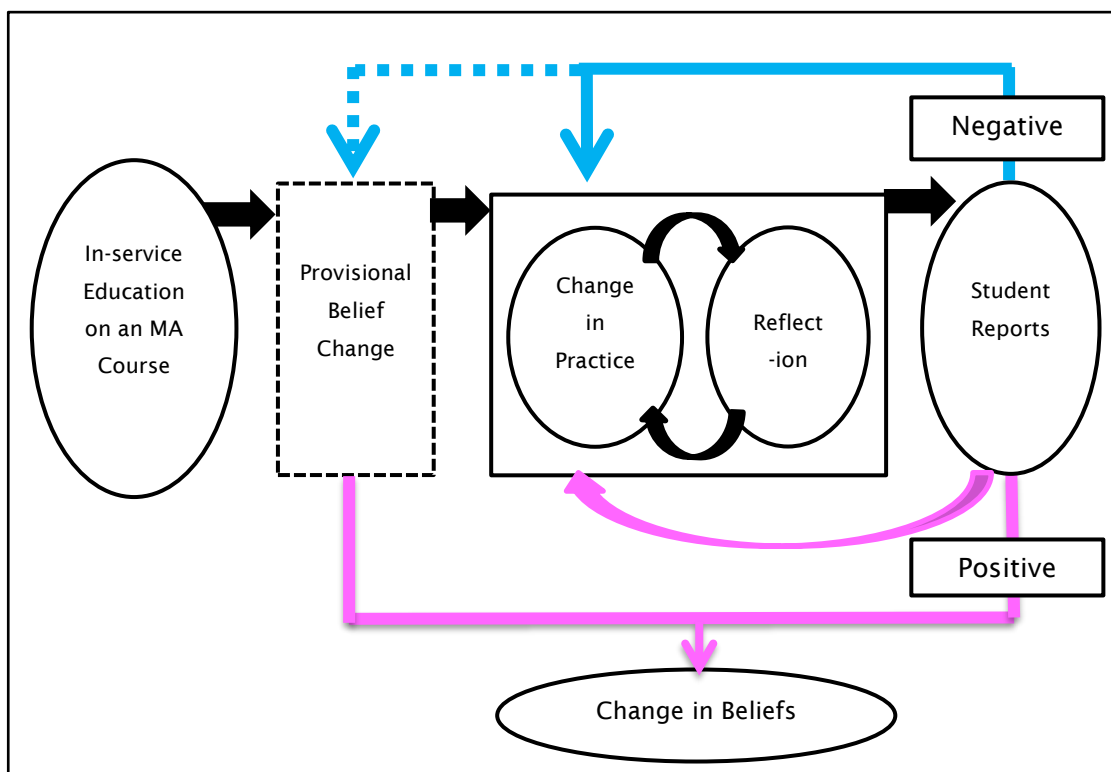 Negative
In-service
Education
on an MA
Course
Provisional
Belief
Change
Change
in
Practice
Reflect
-ion
Student
Reports
Positive
Change in Beliefs